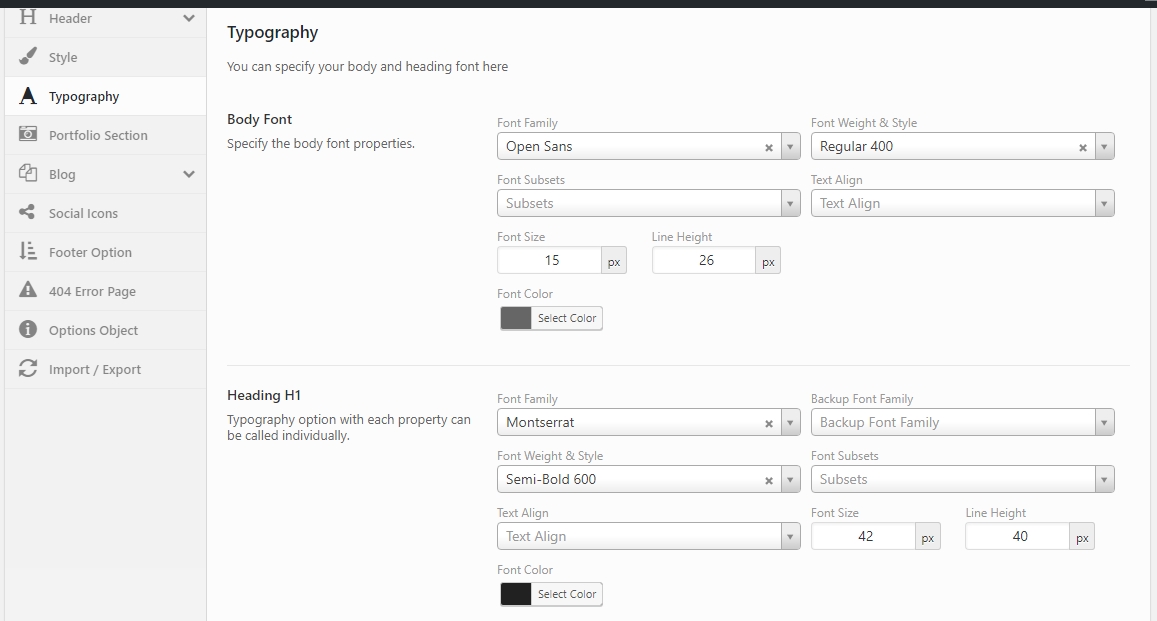 Header
Style
Typography
Portfolio Section
Blog
Social Icons
Footer Option
404 Error Page
Options Object
Import / Export
Typography
You can specify your body and heading font here
Body Font
Specify the body font properties.
Font Family
Font Weight & Style
Open Sans
Regular 400
Font Subsets
Text Align
Subsets
Text Align
Font Size
Line Height
15 px
26 px
Font Color
Select Color
Heading H1
Typography option with each property can
be called individually.
Font Family
Backup Font Family
Montserrat
Backup Font Family
Font Weight & Style
Font Subsets
Semi-Bold 600
Subsets
Text Align
Font Size
Line Height
Text Align
42 px
40 px
Font Color
Select Color